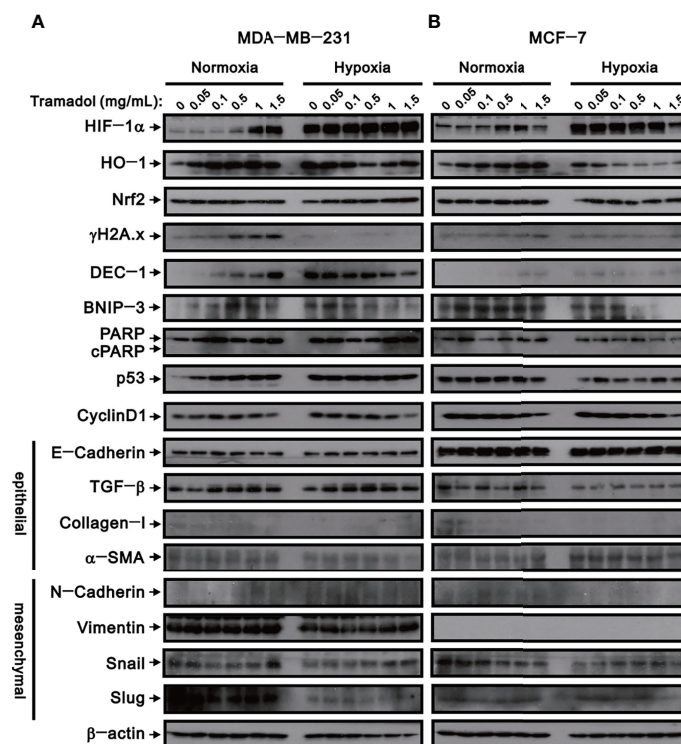 A
B
MDA-MB-231
MCF-7
Normoxia Hypoxia Normoxia Hypoxia
Tramadol (mg/mL): 0 0.05 0.1 0.5 1 1.5 0 0.05 0.1 0.5 1 1.5 0 0.05 0.1 0.5 1 1.5 0 0.05 0.1 0.5 1 1.5
HIF-1α
HO-1
Nrf2
γH2A.x
DEC-1
BNIP-3
PARP
cPARP
p53
CyclinD1
E-Cadherin
TGF-β
epithelial
Collagen-I
α-SMA
N-Cadherin
Vimentin
mesenchymal
Snail
Slug
β-actin